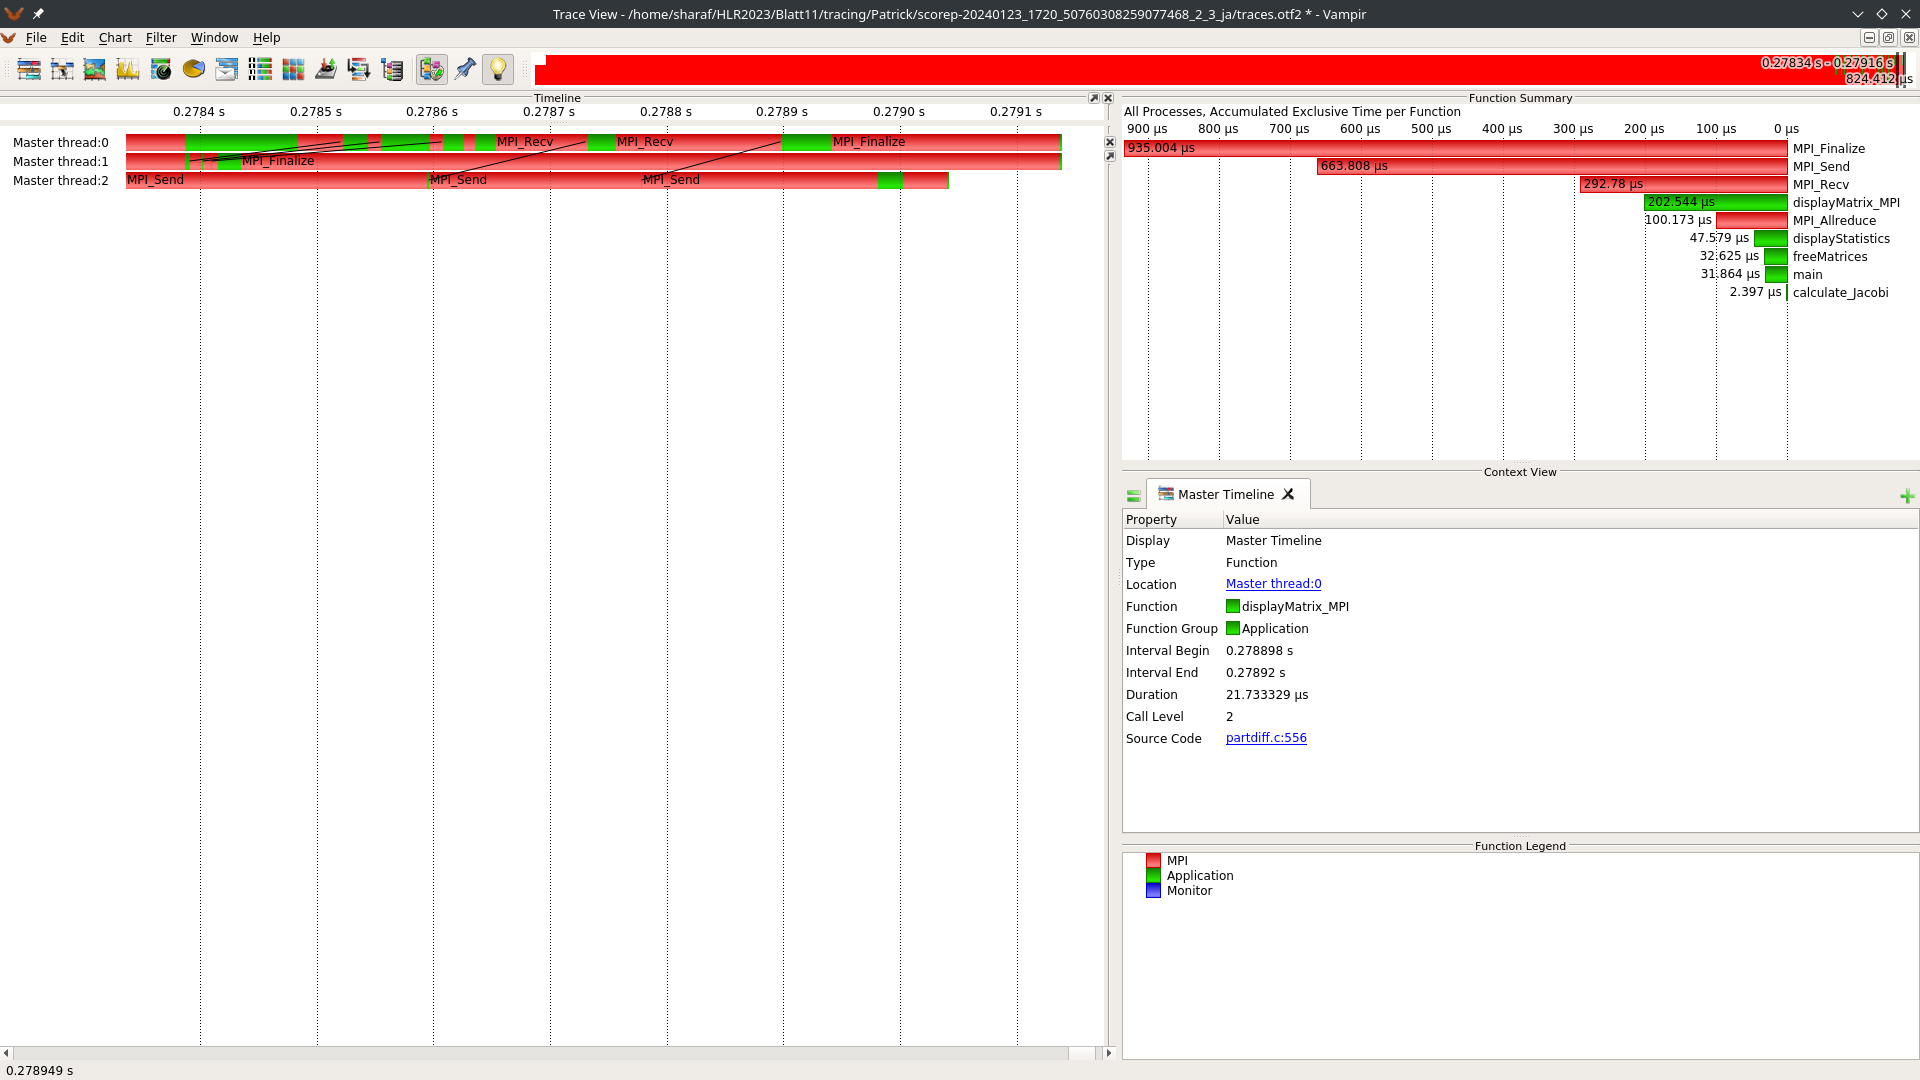 Trace View - /home/sharaf/HLR2023/Blatt11/tracing/Patrick/scorep-20240123_1720_50760308259077468_2_3_ja/traces.otf2 * - Vampir
File Edit Chart Filter Window Help
0.27834 s - 0.27916 s
824.412 µs
Timeline
0.2784 s 0.2785 s 0.2786 s 0.2787 s 0.2788 s 0.2789 s 0.2790 s 0.2791 s
Master thread:0 MPI_Recv MPI_Recv MPI_Finalize
Master thread:1 MPI_Finalize
Master thread:2 MPI_Send MPI_Send MPI_Send
Function Summary
All Processes, Accumulated Exclusive Time per Function
900 µs 800 µs 700 µs 600 µs 500 µs 400 µs 300 µs 200 µs 100 µs 0 µs
935.004 µs MPI_Finalize
663.808 µs MPI_Send
292.78 µs MPI_Recv
202.544 µs displayMatrix_MPI
100.173 µs MPI_Allreduce
47.579 µs displayStatistics
32.625 µs freeMatrices
31.864 µs main
2.397 µs calculate_Jacobi
Context View
Master Timeline
Property Value
Display Master Timeline
Type Function
Location Master thread:0
Function displayMatrix_MPI
Function Group Application
Interval Begin 0.278898 s
Interval End 0.27892 s
Duration 21.733329 µs
Call Level 2
Source Code partdiff.c:556
Function Legend
MPI
Application
Monitor
0.278949 s